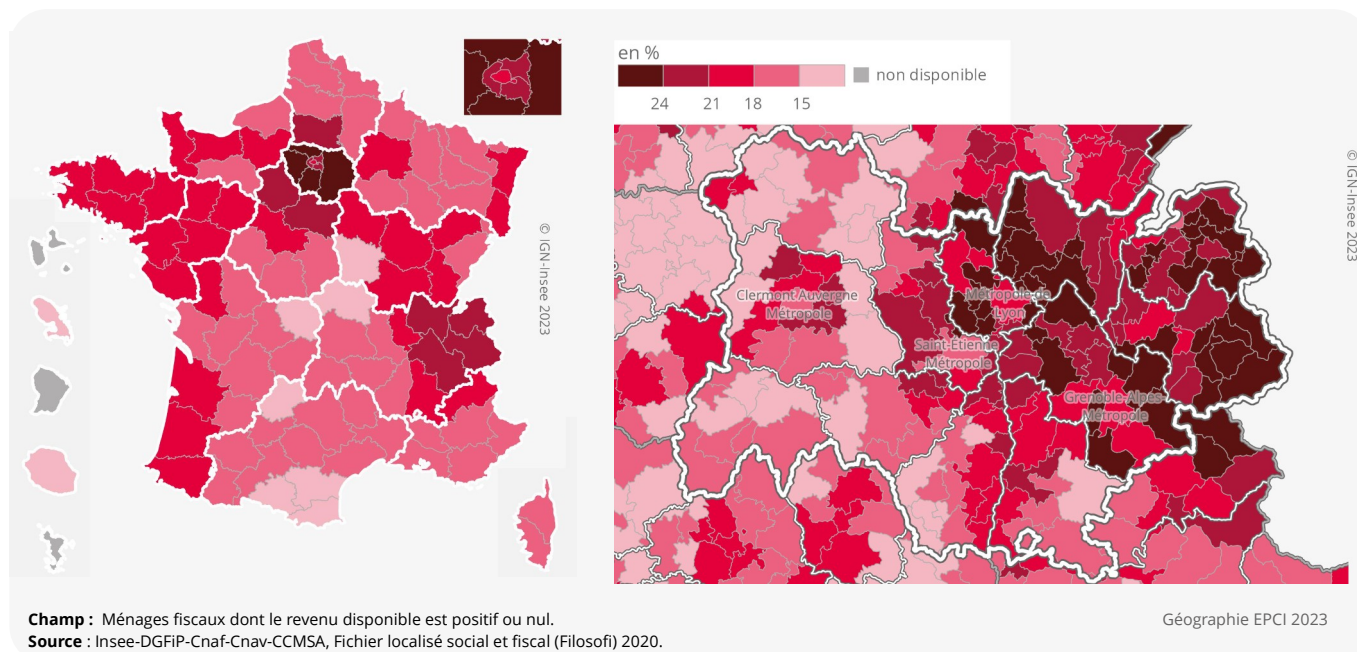 en %
24 21 18 15
non disponible
© IGN-Insee 2023
© IGN-Insee 2023
Clermont Auvergne
Métropole
Métropole de
Lyon
Saint-Étienne
Métropole
Grenoble-Alpes-
Métropole
Champ : Ménages fiscaux dont le revenu disponible est positif ou nul.
Géographie EPCI 2023
Source : Insee-DGFiP-Cnaf-Cnav-CCMSA, Fichier localisé social et fiscal (Filosofi) 2020.